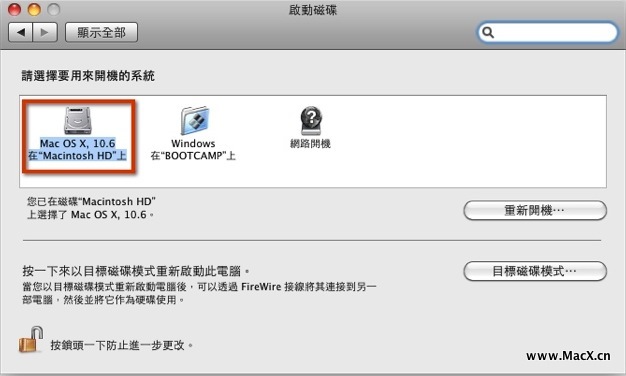 啟動磁碟
顯示全部
請選擇要用來開機的系統
Mac OS X, 10.6
在“Macintosh HD”上
Windows
在“BOOTCAMP”上
網路開機
您已在磁碟“Macintosh HD”
上選擇了 Mac OS X, 10.6。
重新開機…
按一下來以目標磁碟模式重新啟動此電腦。
當您以目標磁碟模式重新啟動電腦後，可以透過 FireWire 接線將其連接到另一
部電腦，然後並將它作為硬碟使用。
目標磁碟模式…
按鎖頭一下防止進一步更改。
www.MacX.cn